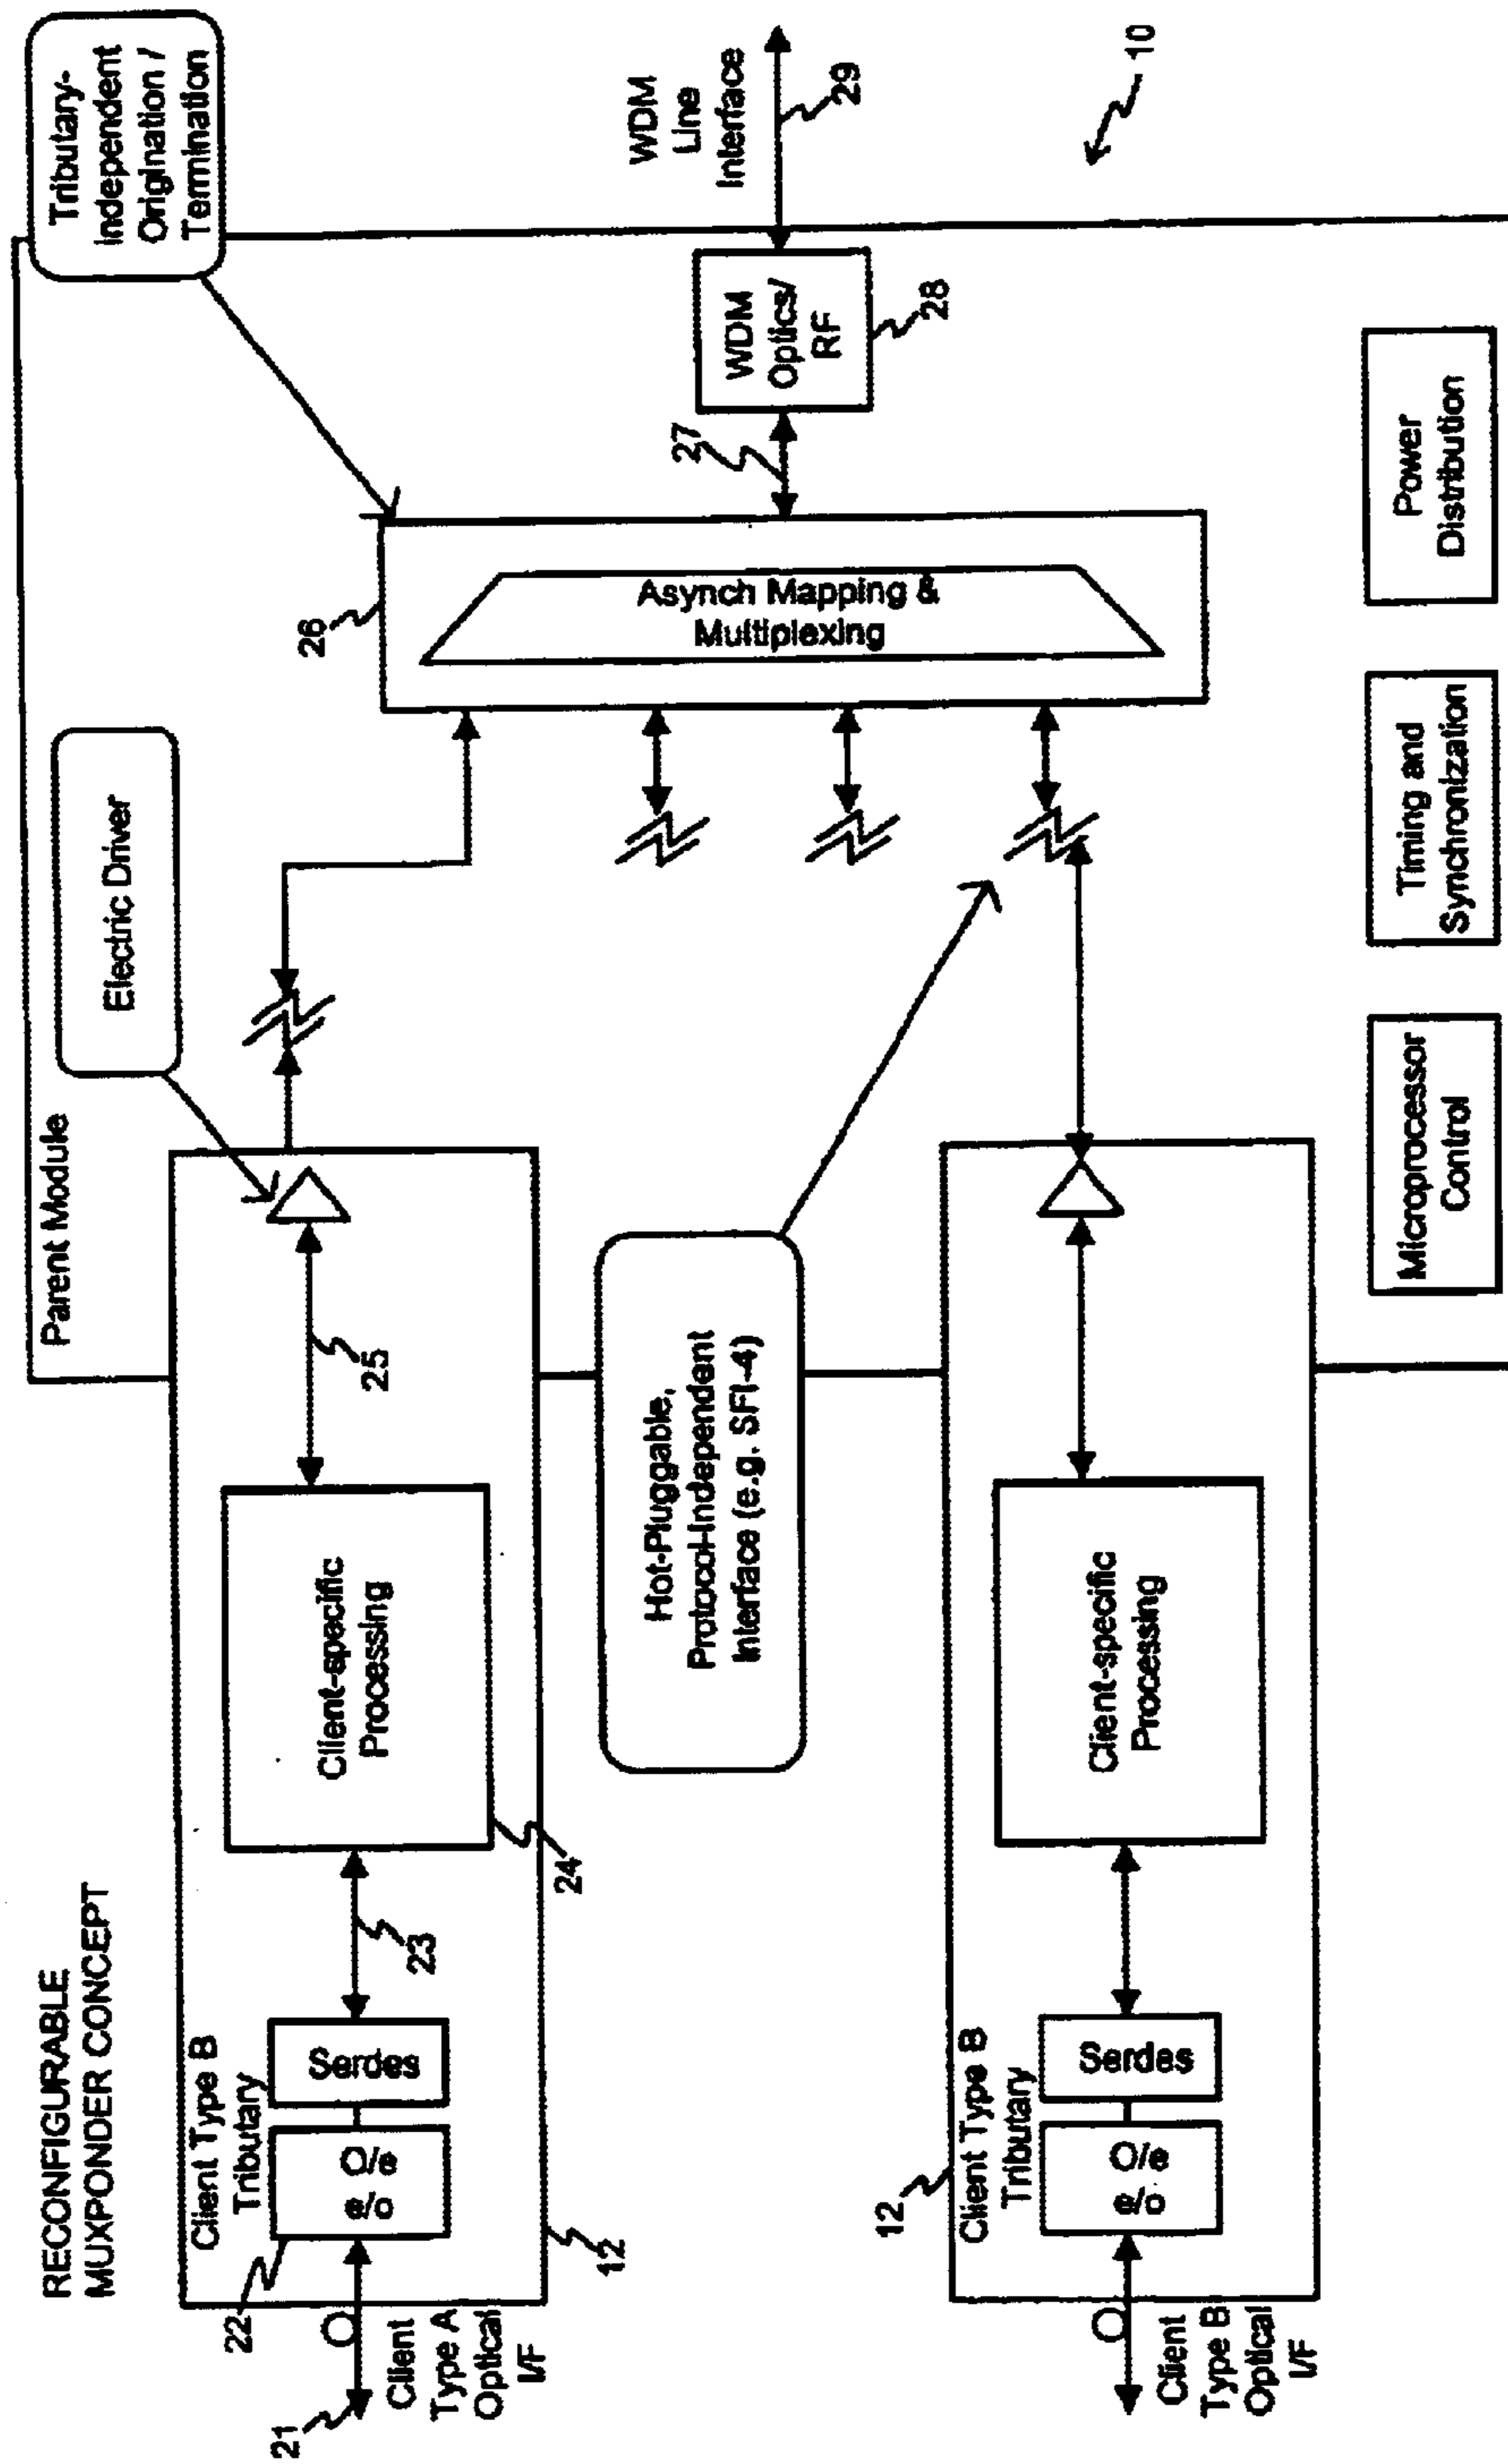 RECONFIGURABLE
MUXPONDER CONCEPT
Parent Module
Electric Driver
Tributary-
Independent
Origination /
Termination
22
21
Client
Type A
Optical
I/F
Client Type B
Tributary
O/e
e/o
Serdes
23
Client-specific
Processing
24
25
12
26
Asynch Mapping &
Multiplexing
27
WDM
Optics/
RF
28
WDM
Line
Interface
29
10
Hot-Pluggable,
Protocol-Independent
Interface (e.g. SFI-4)
12
Client
Type B
Optical
I/F
Client Type B
Tributary
O/e
e/o
Serdes
Client-specific
Processing
Microprocessor
Control
Timing and
Synchronization
Power
Distribution